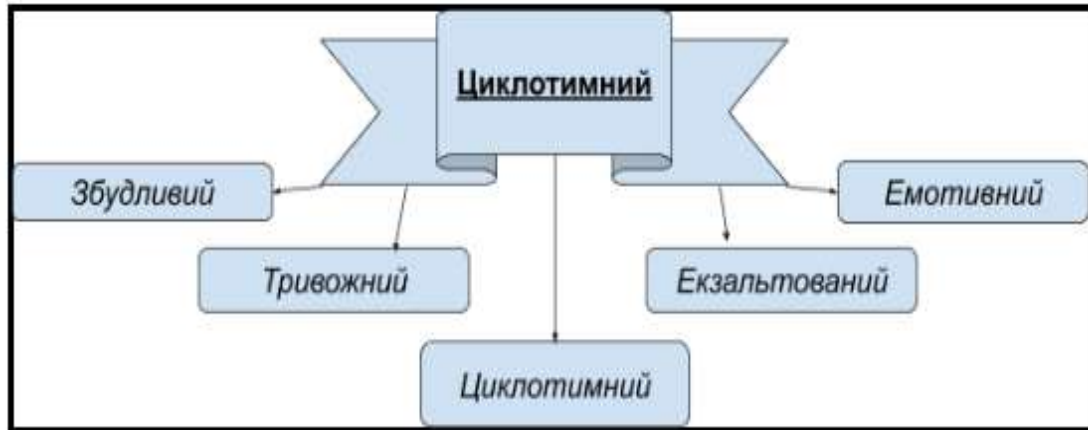 Циклотимний
Збудливий
Емотивний
Тривожний
Екзальтований
Циклотимний